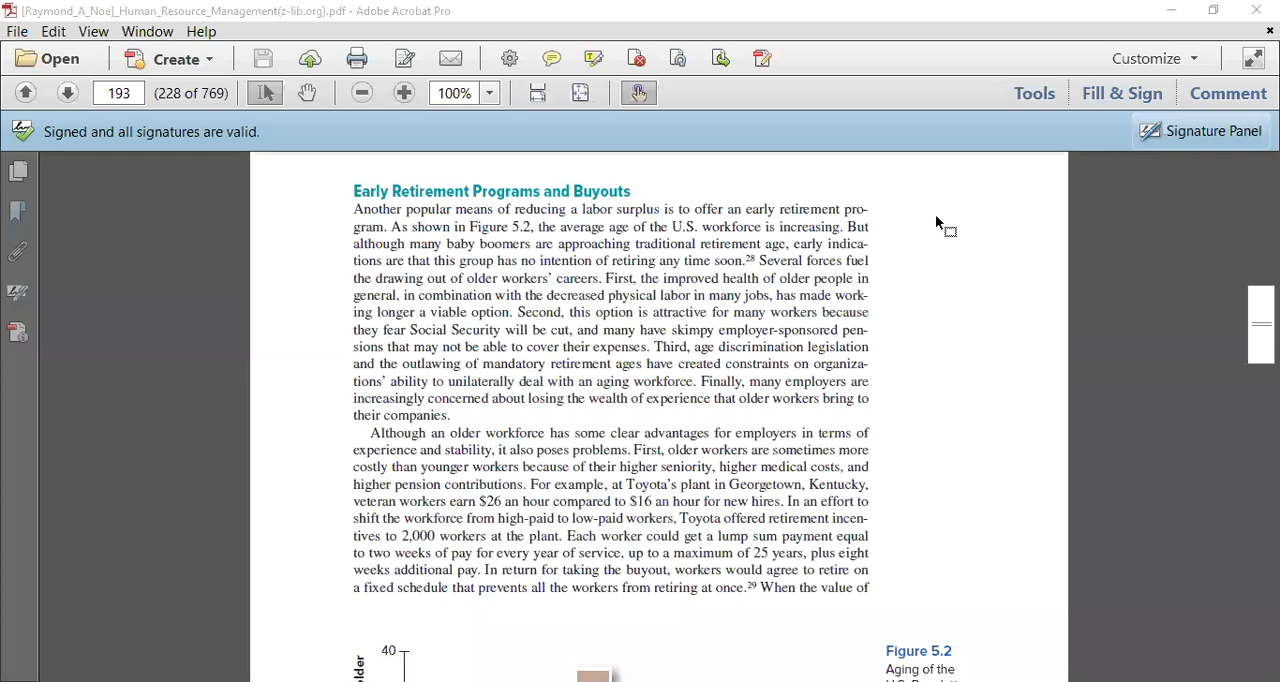 [Raymond_A_Noe]_Human_Resource_Management(z-lib.org).pdf - Adobe Acrobat Pro
File Edit View Window Help
Open Create Customize
193 (228 of 769) 100% Tools Fill & Sign Comment
Signed and all signatures are valid. Signature Panel
Early Retirement Programs and Buyouts
Another popular means of reducing a labor surplus is to offer an early retirement pro-
gram. As shown in Figure 5.2, the average age of the U.S. workforce is increasing. But
although many baby boomers are approaching traditional retirement age, early indica-
tions are that this group has no intention of retiring any time soon.28 Several forces fuel
the drawing out of older workers' careers. First, the improved health of older people in
general, in combination with the decreased physical labor in many jobs, has made work-
ing longer a viable option. Second, this option is attractive for many workers because
they fear Social Security will be cut, and many have skimpy employer-sponsored pen-
sions that may not be able to cover their expenses. Third, age discrimination legislation
and the outlawing of mandatory retirement ages have created constraints on organiza-
tions' ability to unilaterally deal with an aging workforce. Finally, many employers are
increasingly concerned about losing the wealth of experience that older workers bring to
their companies.
Although an older workforce has some clear advantages for employers in terms of
experience and stability, it also poses problems. First, older workers are sometimes more
costly than younger workers because of their higher seniority, higher medical costs, and
higher pension contributions. For example, at Toyota's plant in Georgetown, Kentucky,
veteran workers earn $26 an hour compared to $16 an hour for new hires. In an effort to
shift the workforce from high-paid to low-paid workers, Toyota offered retirement incen-
tives to 2,000 workers at the plant. Each worker could get a lump sum payment equal
to two weeks of pay for every year of service, up to a maximum of 25 years, plus eight
weeks additional pay. In return for taking the buyout, workers would agree to retire on
a fixed schedule that prevents all the workers from retiring at once.29 When the value of
40
Figure 5.2
Aging of the